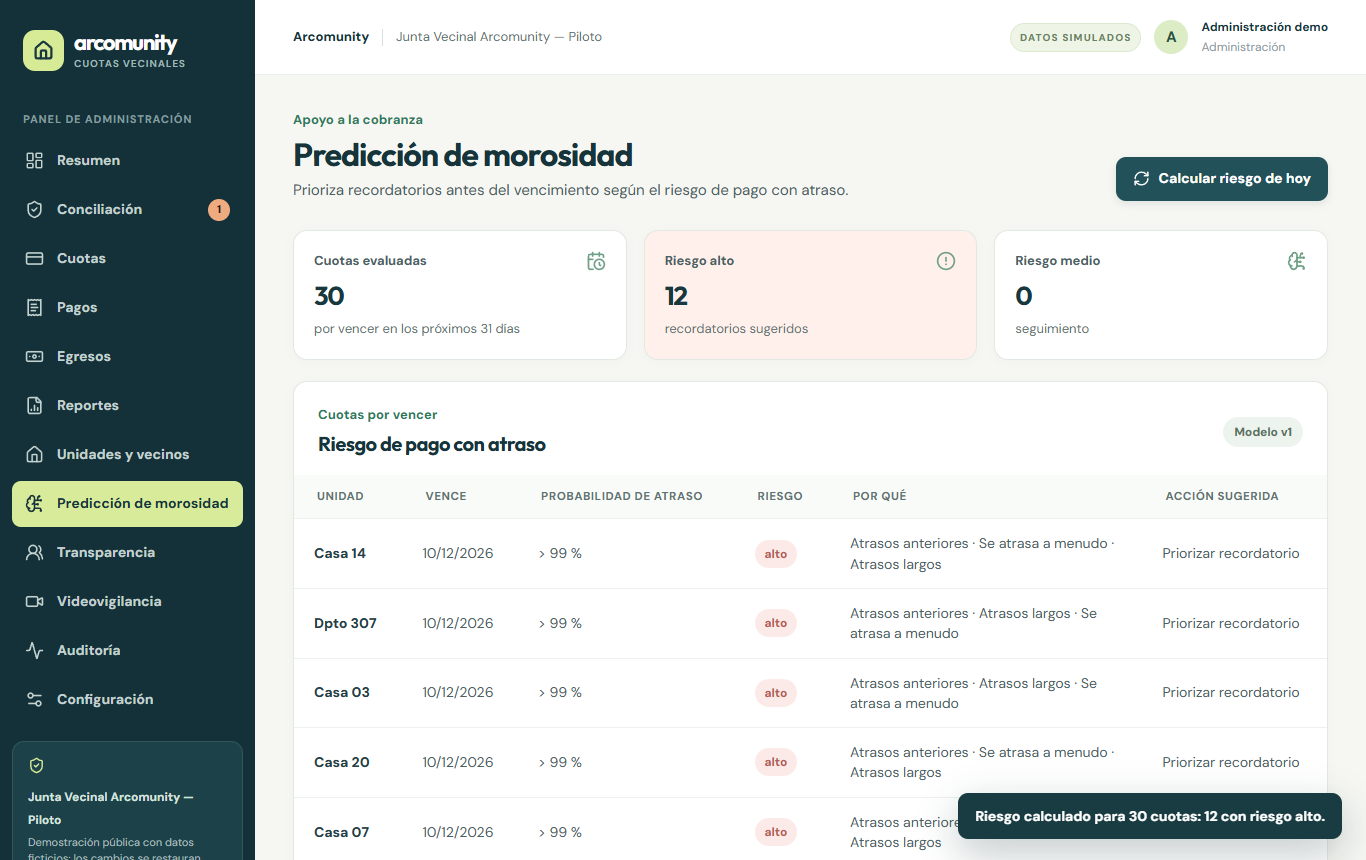 arcomunity
CUOTAS VECINALES
PANEL DE ADMINISTRACIÓN
Resumen
Conciliación 1
Cuotas
Pagos
Egresos
Reportes
Unidades y vecinos
Predicción de morosidad
Transparencia
Videovigilancia
Auditoría
Configuración
Junta Vecinal Arcomunity —
Piloto
Demostración pública con datos
ficticios: los cambios se restauran
Arcomunity Junta Vecinal Arcomunity — Piloto
DATOS SIMULADOS
A
Administración demo
Administración
Apoyo a la cobranza
Predicción de morosidad
Prioriza recordatorios antes del vencimiento según el riesgo de pago con atraso.
Calcular riesgo de hoy
Cuotas evaluadas
30
por vencer en los próximos 31 días
Riesgo alto
12
recordatorios sugeridos
Riesgo medio
0
seguimiento
Cuotas por vencer
Riesgo de pago con atraso
Modelo v1
UNIDAD VENCE PROBABILIDAD DE ATRASO RIESGO POR QUÉ ACCIÓN SUGERIDA
Casa 14 10/12/2026 > 99 % alto Atrasos anteriores · Se atrasa a menudo · Priorizar recordatorio
Atrasos largos
Dpto 307 10/12/2026 > 99 % alto Atrasos anteriores · Atrasos largos · Se Priorizar recordatorio
atrasa a menudo
Casa 03 10/12/2026 > 99 % alto Atrasos anteriores · Atrasos largos · Se Priorizar recordatorio
atrasa a menudo
Casa 20 10/12/2026 > 99 % alto Atrasos anteriores · Se atrasa a menudo · Priorizar recordatorio
Atrasos largos
Casa 07 10/12/2026 > 99 % alto Atrasos anteriore
Atrasos largos
Riesgo calculado para 30 cuotas: 12 con riesgo alto.